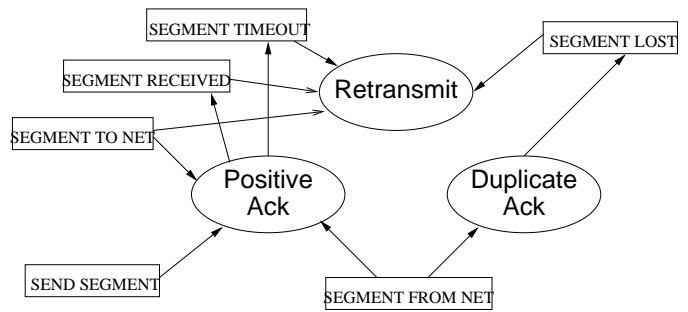 SEGMENT TIMEOUT
SEGMENT LOST
SEGMENT RECEIVED
Retransmit
SEGMENT TO NET
Positive
Ack
Duplicate
Ack
SEND SEGMENT
SEGMENT FROM NET